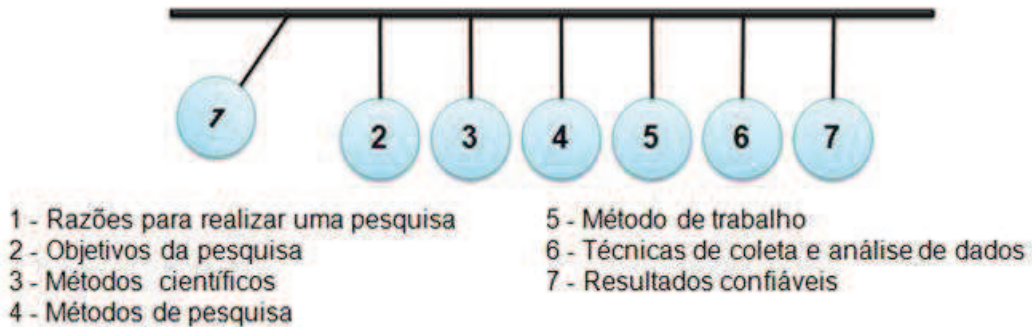 1
2
3
4
5
6
7
1 - Razões para realizar uma pesquisa
2 - Objetivos da pesquisa
3 - Métodos científicos
4 - Métodos de pesquisa
5 - Método de trabalho
6 - Técnicas de coleta e análise de dados
7 - Resultados confiáveis